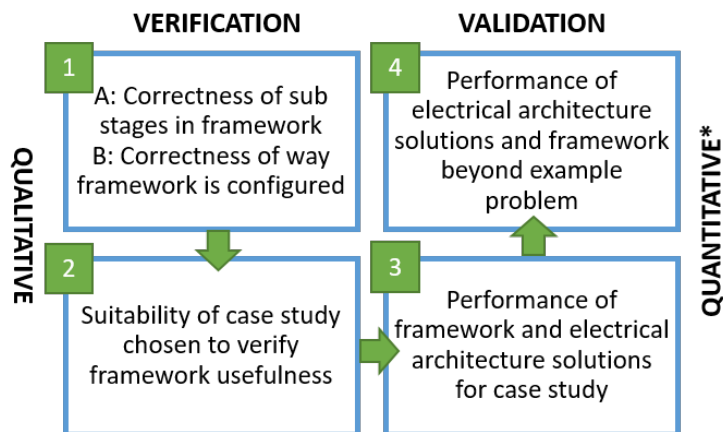 VERIFICATION
VALIDATION
QUALITATIVE
1
A: Correctness of sub
stages in framework
B: Correctness of way
framework is configured
2
Suitability of case study
chosen to verify
framework usefulness
3
Performance of
framework and electrical
architecture solutions
for case study
4
Performance of
electrical architecture
solutions and framework
beyond example
problem
QUANTITATIVE*